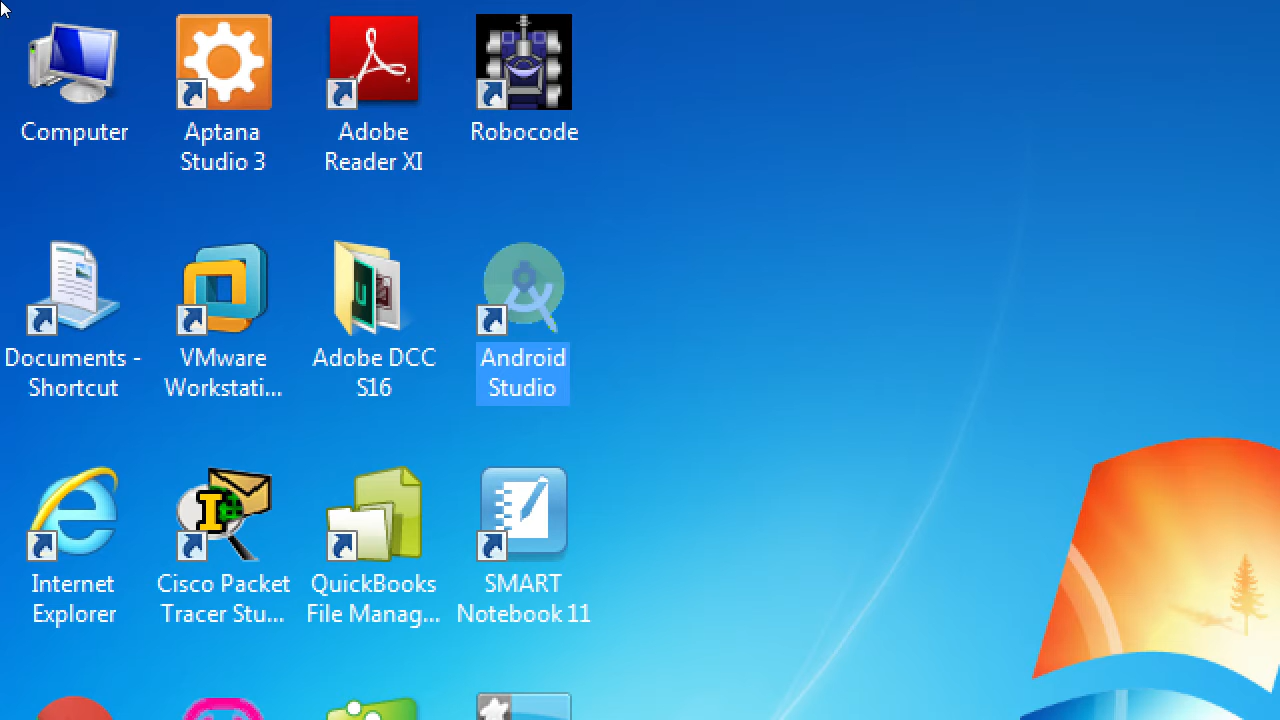 Computer
Aptana
Studio 3
Adobe
Reader XI
Robocode
Documents -
Shortcut
VMware
Workstati...
Adobe DCC
S16
Android
Studio
Internet
Explorer
Cisco Packet
Tracer Stu...
QuickBooks
File Manag...
SMART
Notebook 11